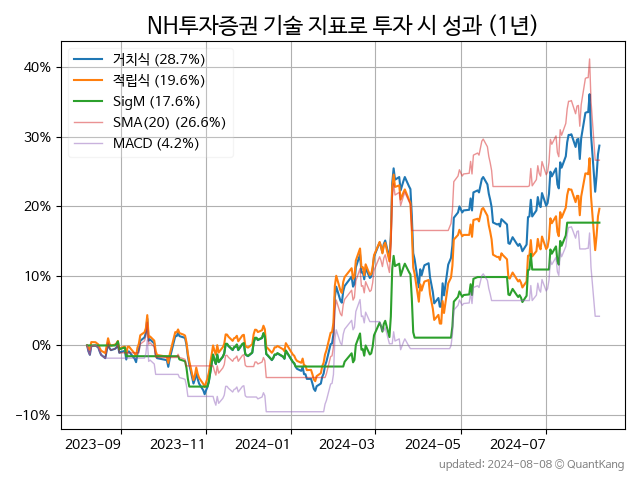 NH투자증권 기술 지표로 투자 시 성과 (1년)
거치식 (28.7%)
적립식 (19.6%)
SigM (17.6%)
SMA(20) (26.6%)
MACD (4.2%)
40%
30%
20%
10%
0%
−10%
2023-09 2023-11 2024-01 2024-03 2024-05 2024-07
updated: 2024-08-08 © QuantKang